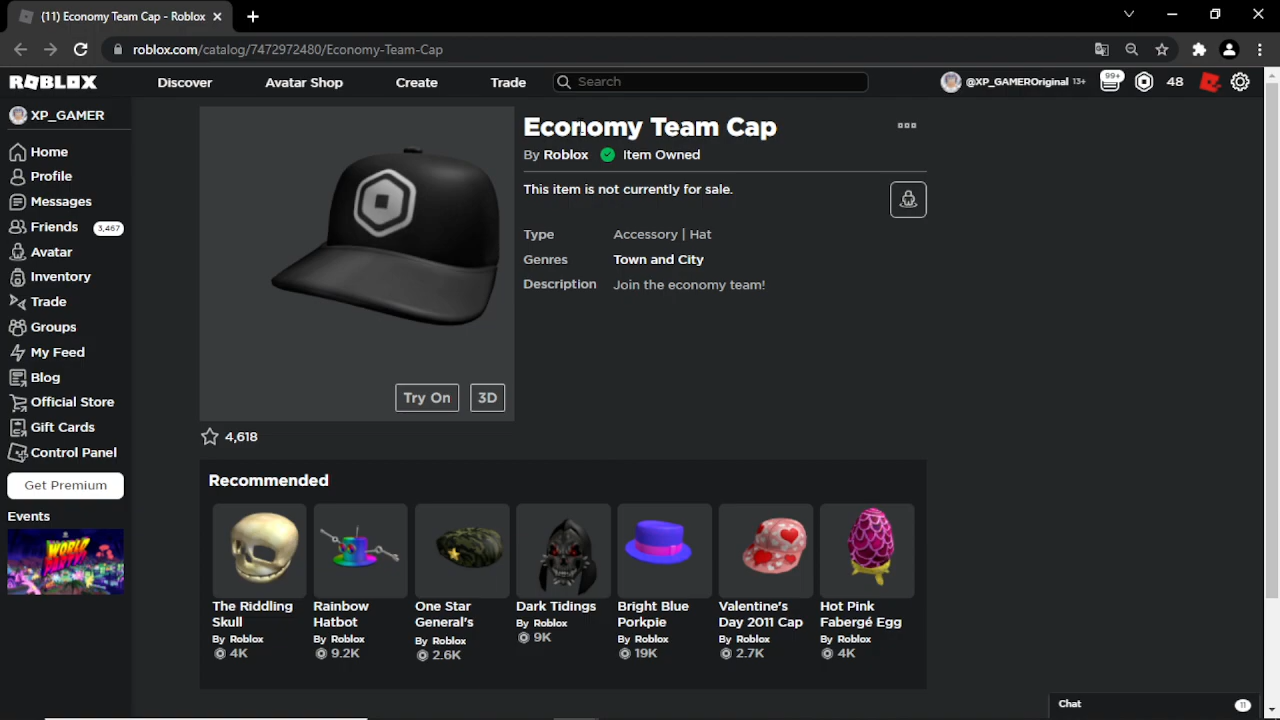 (11) Economy Team Cap - Roblox
roblox.com/catalog/7472972480/Economy-Team-Cap
ROBLOX
Discover
Avatar Shop
Create
Trade
Search
@XP_GAMEROriginal 13+
99+
48
XP_GAMER
Home
Profile
Messages
Friends 3,467
Avatar
Inventory
Trade
Groups
My Feed
Blog
Official Store
Gift Cards
Control Panel
Get Premium
Events
Economy Team Cap
By Roblox Item Owned
This item is not currently for sale.
Type Accessory | Hat
Genres Town and City
Description Join the economy team!
Try On
3D
4,618
Recommended
The Riddling
Skull
By Roblox
4K
Rainbow
Hatbot
By Roblox
9.2K
One Star
General's
By Roblox
2.6K
Dark Tidings
By Roblox
9K
Bright Blue
Porkpie
By Roblox
19K
Valentine's
Day 2011 Cap
By Roblox
2.7K
Hot Pink
Fabergé Egg
By Roblox
4K
Chat
11